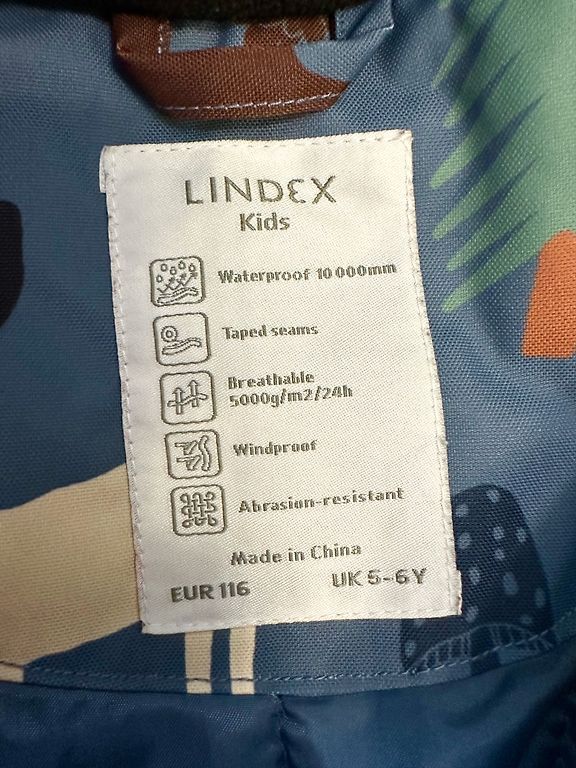 LINDEX
Kids
Waterproof 10 000mm
Taped seams
Breathable
5000g/m2/24h
Windproof
Abrasion-resistant
Made in China
EUR 116 UK 5-6Y